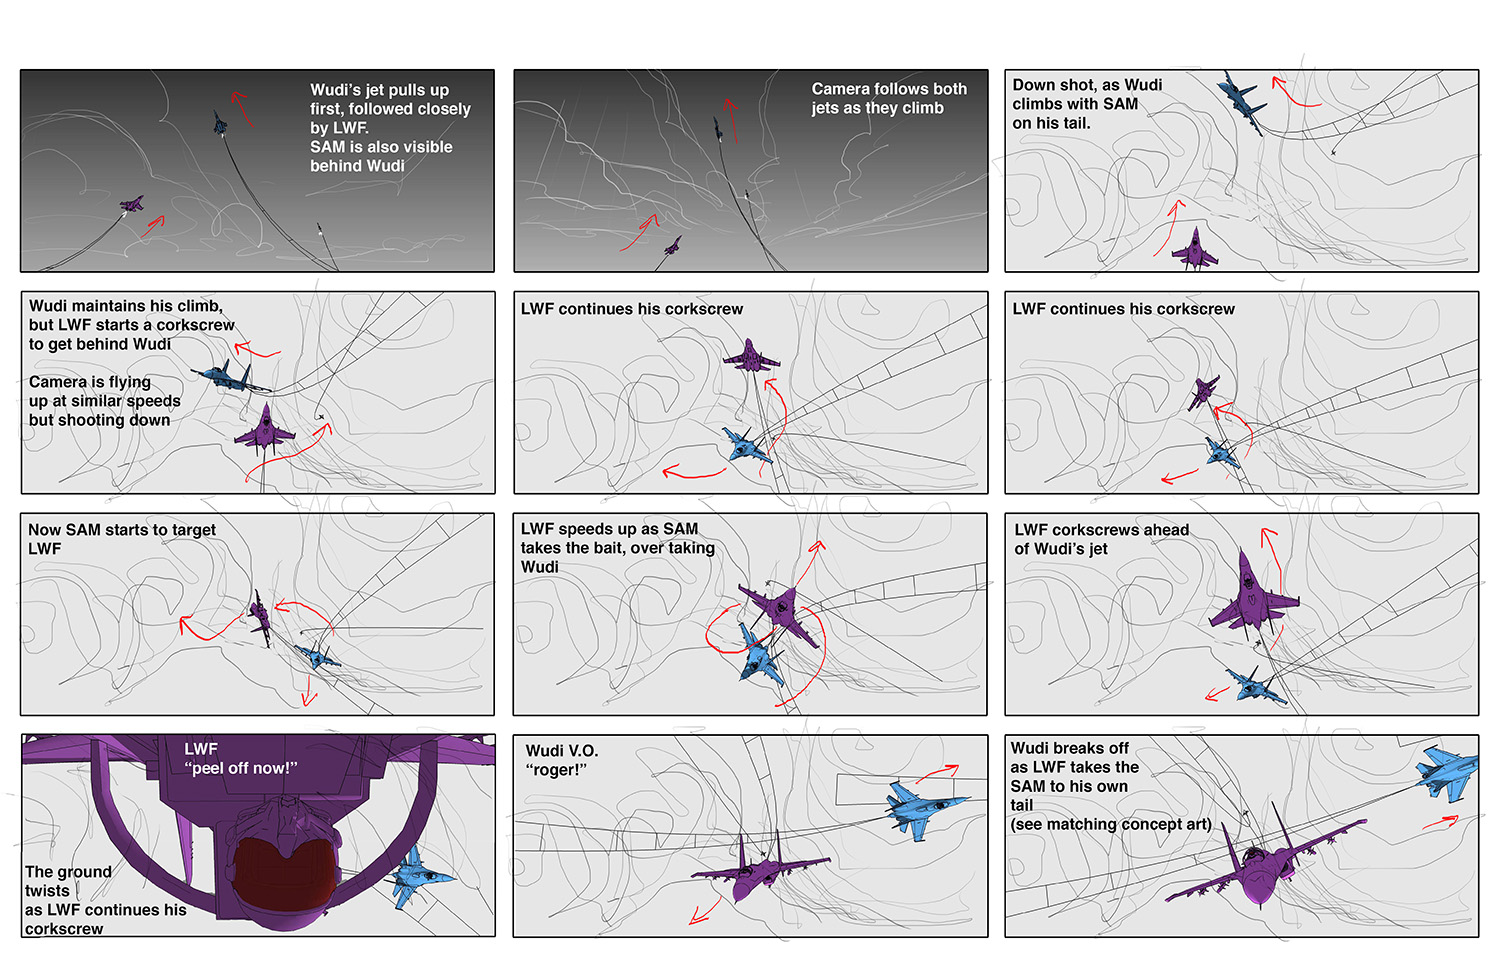 Wudi's jet pulls up
first, followed closely
by LWF.
SAM is also visible
behind Wudi
Camera follows both
jets as they climb
Down shot, as Wudi
climbs with SAM
on his tail.
Wudi maintains his climb,
but LWF starts a corkscrew
to get behind Wudi
Camera is flying
up at similar speeds
but shooting down
LWF continues his corkscrew
LWF continues his corkscrew
Now SAM starts to target
LWF
LWF speeds up as SAM
takes the bait, over taking
Wudi
LWF corkscrews ahead
of Wudi's jet
LWF
“peel off now!”
The ground
twists
as LWF continues his
corkscrew
Wudi V.O.
“roger!”
Wudi breaks off
as LWF takes the
SAM to his own
tail
(see matching concept art)